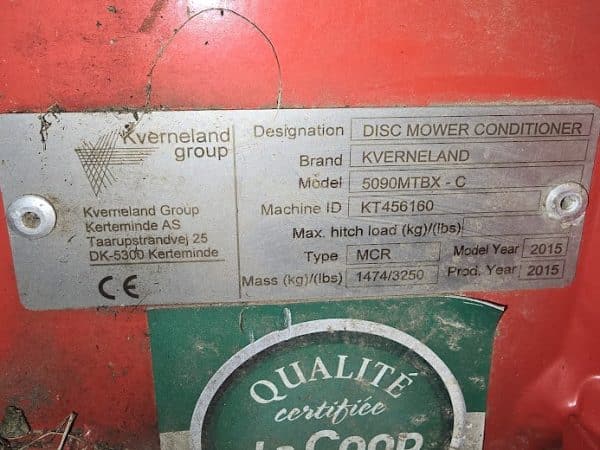 Kverneland
group
Kverneland Group
Kerteminde AS
Taarupstrandvej 25
DK-5300 Kerteminde
CE
Designation DISC MOWER CONDITIONER
Brand KVERNELAND
Model 5090MTBX - C
Machine ID KT456160
Max. hitch load (kg)/(lbs)
Type MCR Model Year 2015
Mass (kg)/(lbs) 1474/3250 Prod. Year 2015
QUALITÉ
certifiée
La Coop